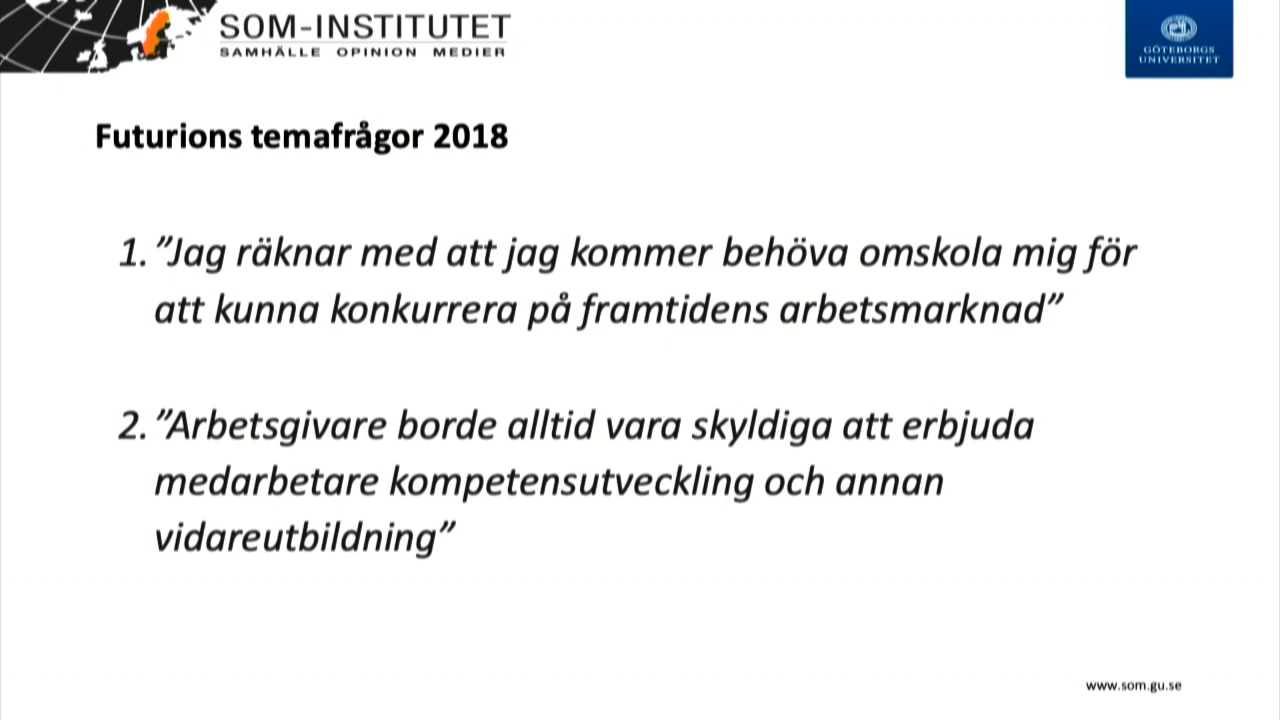 SOM-INSTITUTET
SAMHÄLLE OPINION MEDIER
GÖTEBORGS
UNIVERSITET
Futurions temafrågor 2018
1. ”Jag räknar med att jag kommer behöva omskola mig för
att kunna konkurrera på framtidens arbetsmarknad”
2. ”Arbetsgivare borde alltid vara skyldiga att erbjuda
medarbetare kompetensutveckling och annan
vidareutbildning”
www.som.gu.se